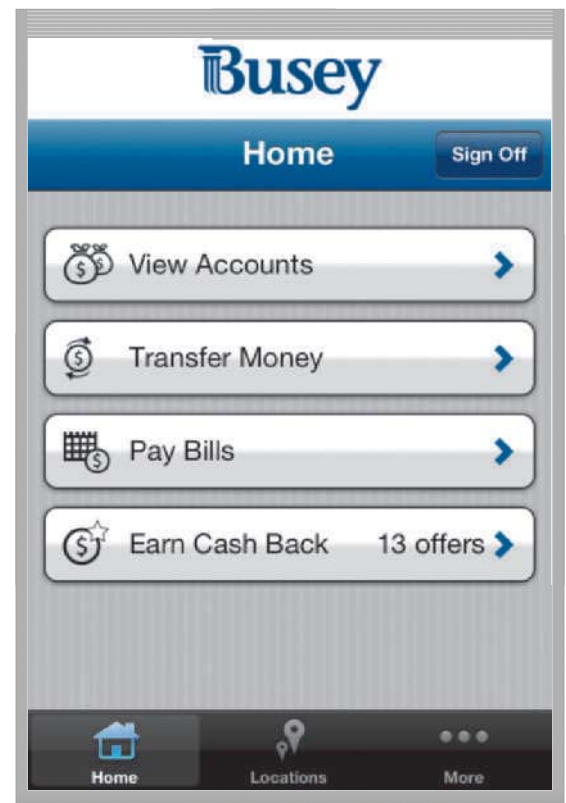 Busey
Home Sign Off
View Accounts
Transfer Money
Pay Bills
Earn Cash Back 13 offers
Home Locations More